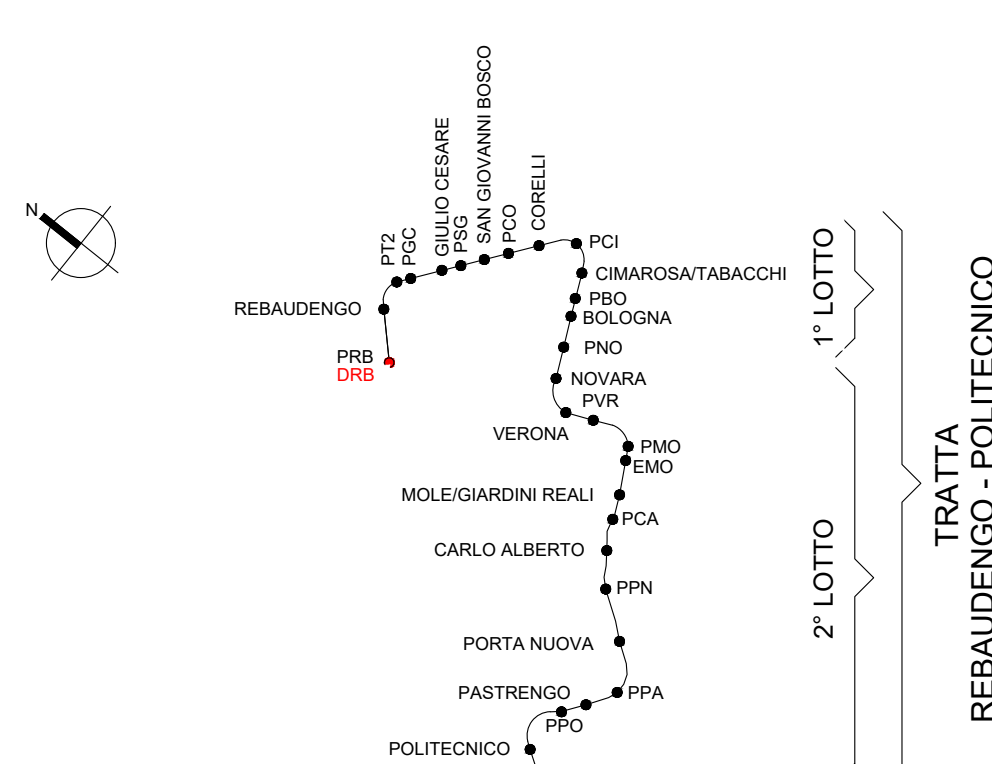 N
REBAUDENGO
PRB
DRB
PT2
PGC
GIULIO CESARE
PSG
SAN GIOVANNI BOSCO
PCO
CORELLI
PCI
CIMAROSA/TABACCHI
PBO
BOLOGNA
PNO
NOVARA
PVR
VERONA
PMO
EMO
MOLE/GIARDINI REALI
PCA
CARLO ALBERTO
PPN
PORTA NUOVA
PPA
PASTRENGO
PPO
POLITECNICO
1° LOTTO
2° LOTTO
TRATTA
REBAUDENGO - POLITECNICO